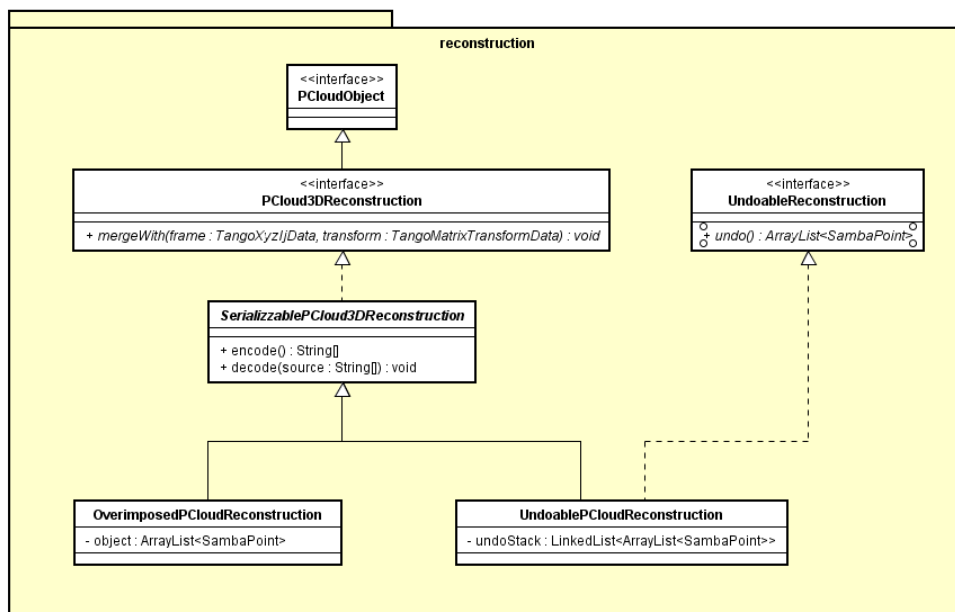 reconstruction
<<interface>>
PCloudObject
<<interface>>
PCloud3DReconstruction
+ mergeWith(frame : TangoXyzIjData, transform : TangoMatrixTransformData) : void
<<interface>>
UndoableReconstruction
+ undo() : ArrayList<SambaPoint>
SerializzablePCloud3DReconstruction
+ encode() : String[]
+ decode(source : String[]) : void
OverimposedPCloudReconstruction
- object : ArrayList<SambaPoint>
UndoablePCloudReconstruction
- undoStack : LinkedList<ArrayList<SambaPoint>>